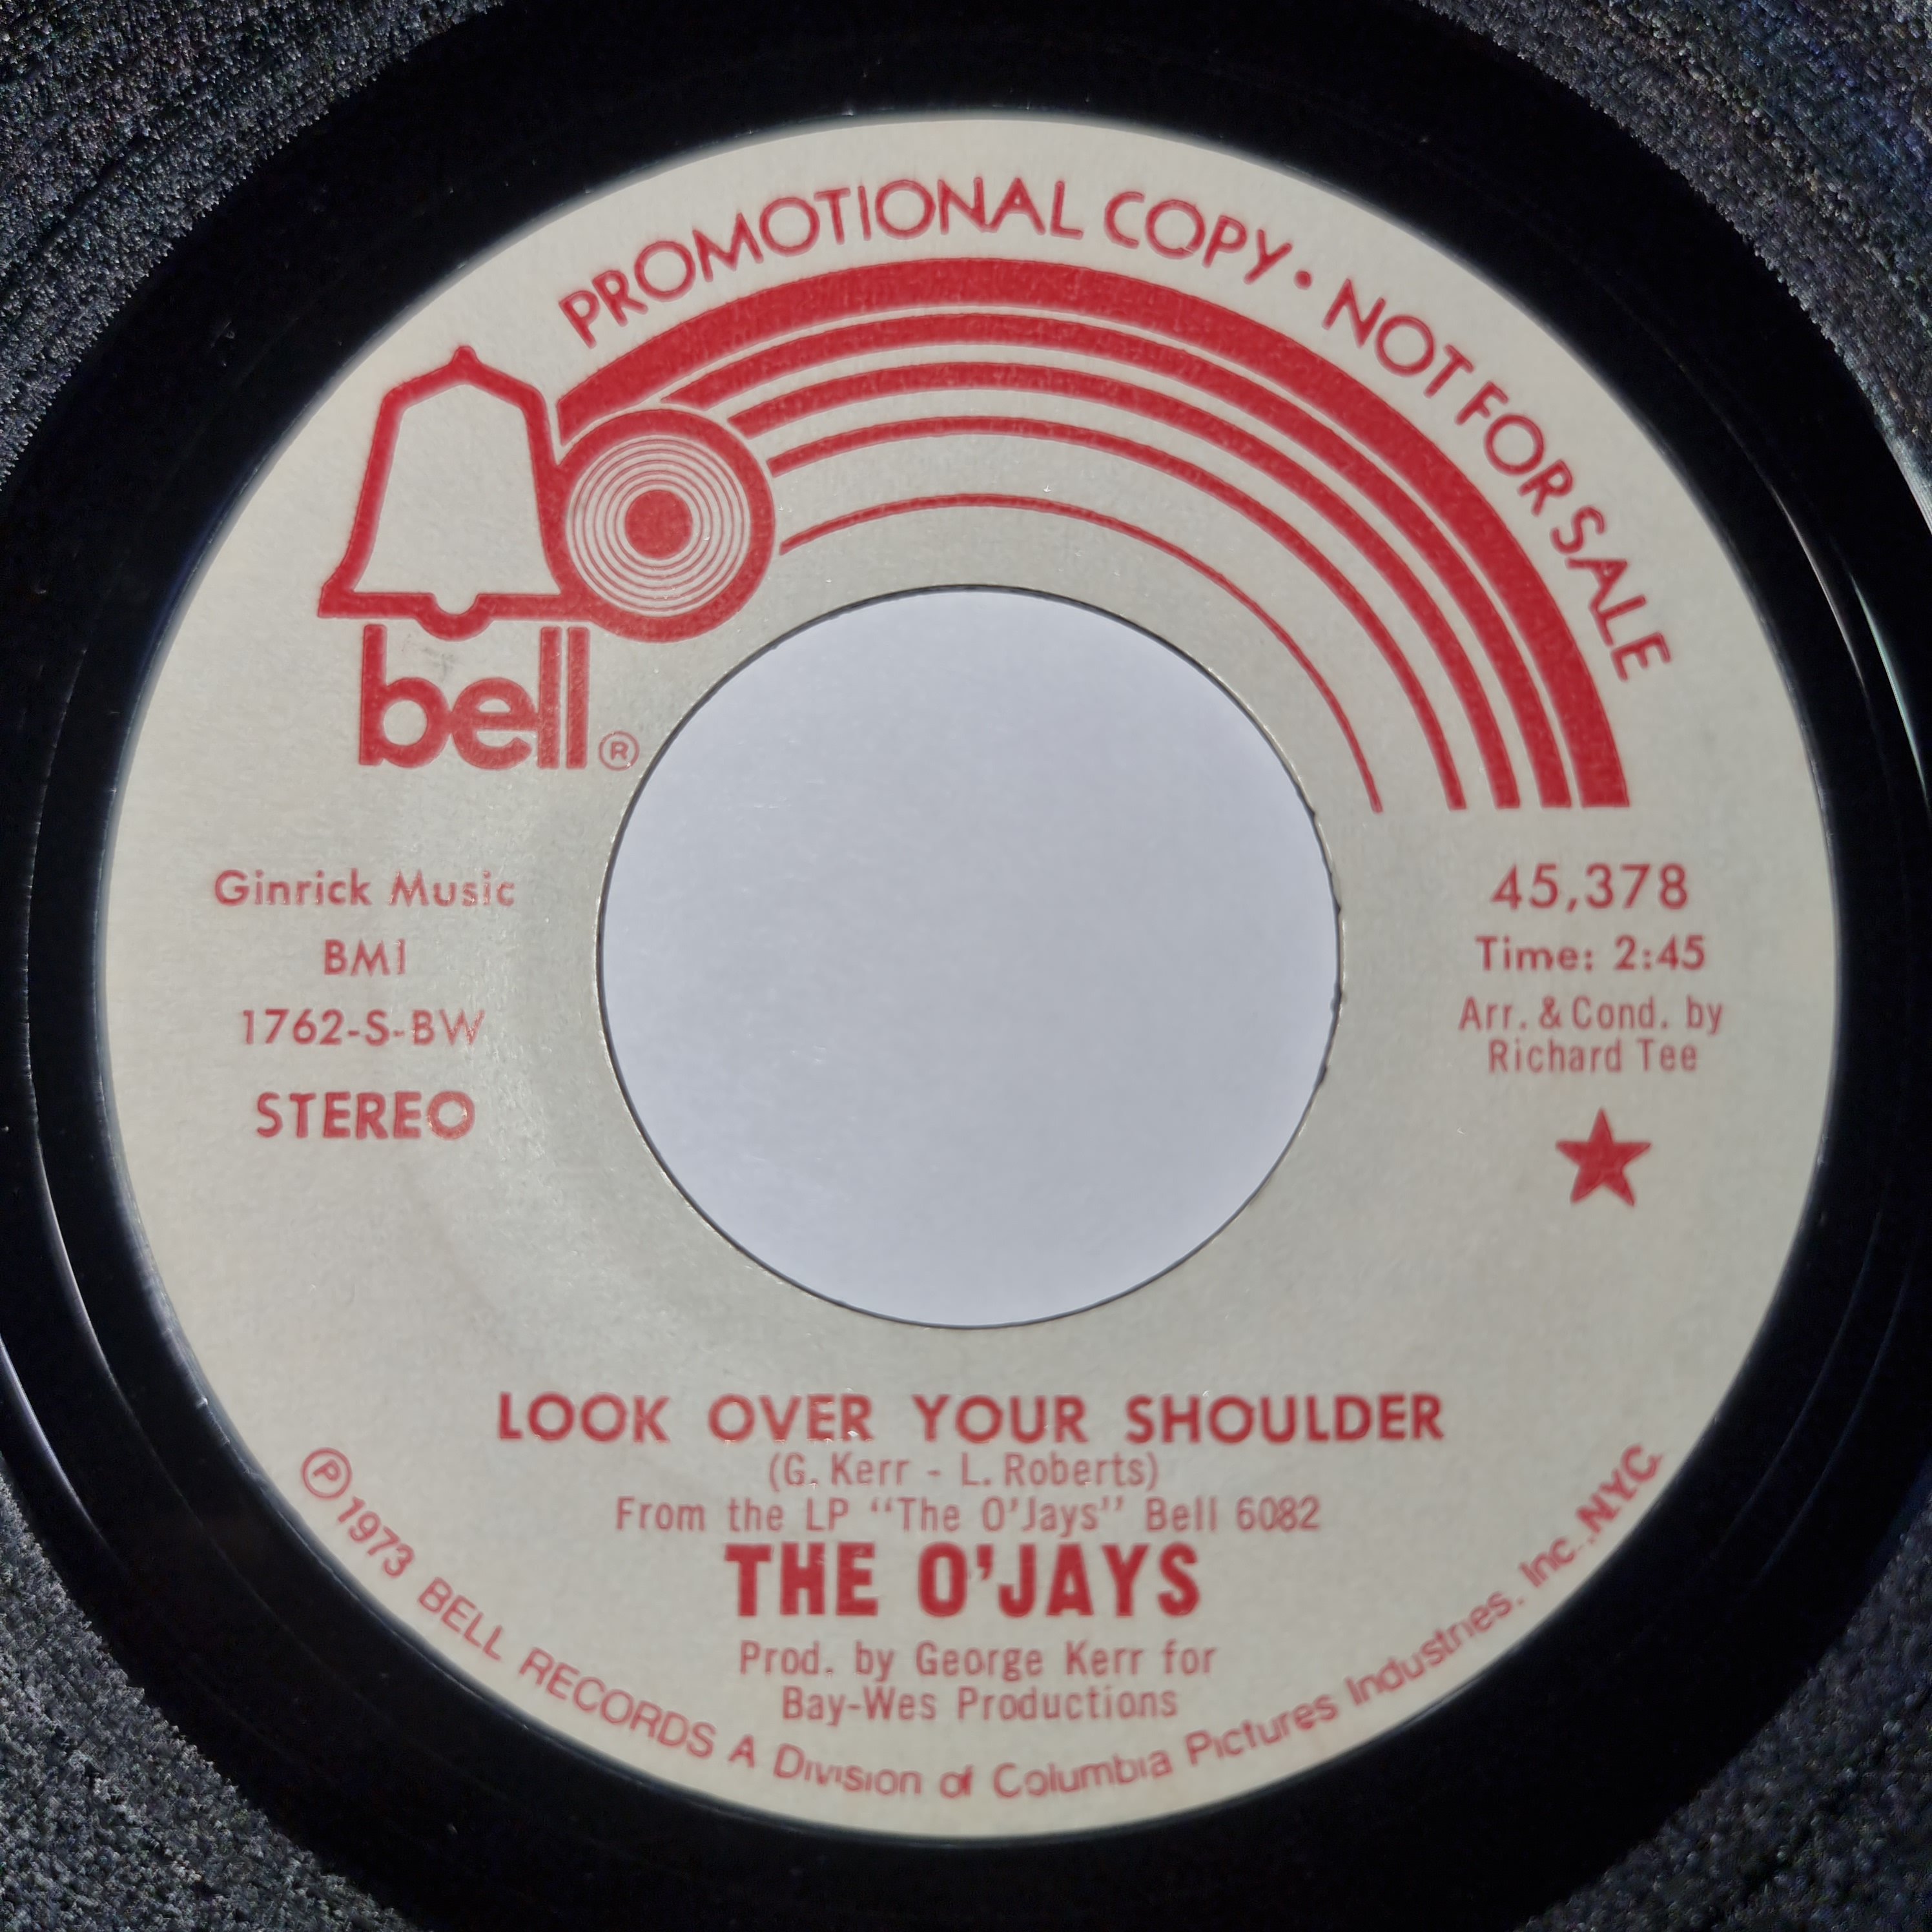 PROMOTIONAL COPY • NOT FOR SALE
bell®
Ginrick Music
BMI
1762-S-BW
STEREO
45,378
Time: 2:45
Arr. & Cond. by
Richard Tee
LOOK OVER YOUR SHOULDER
(G. Kerr - L. Roberts)
From the LP "The O'Jays" Bell 6082
THE O'JAYS
Prod. by George Kerr for
Bay-Wes Productions
℗ 1973 BELL RECORDS A Division of Columbia Pictures Industries, Inc., NYC